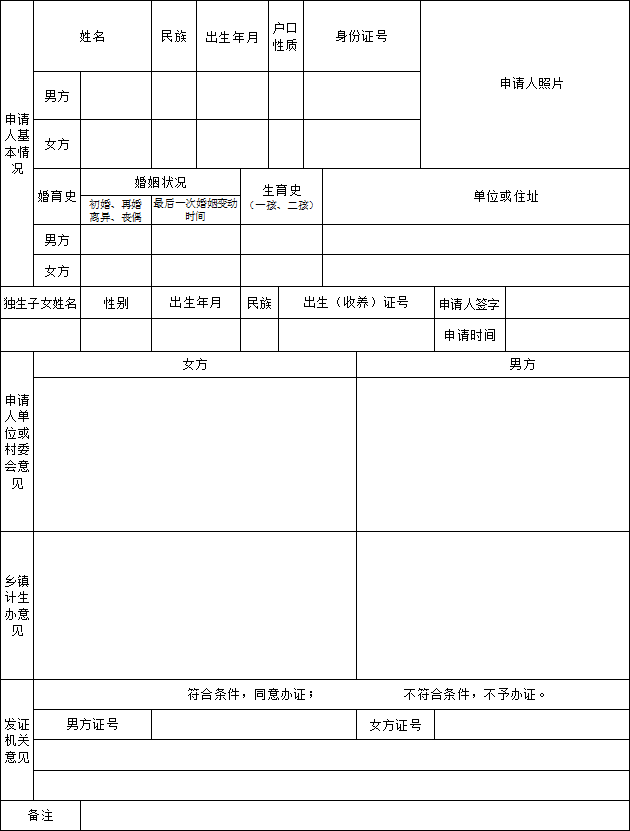 姓名 民族 出生年月 户口性质 身份证号 申请人照片
申请人基本情况
男方
女方
婚育史 婚姻状况 生育史（一孩、二孩） 单位或住址
初婚、再婚离异、丧偶 最后一次婚姻变动时间
男方
女方
独生子女姓名 性别 出生年月 民族 出生（收养）证号 申请人签字
申请时间
女方 男方
申请人单位或村委会意见
乡镇计生办意见
符合条件，同意办证； 不符合条件，不予办证。
发证机关意见
男方证号 女方证号
备注